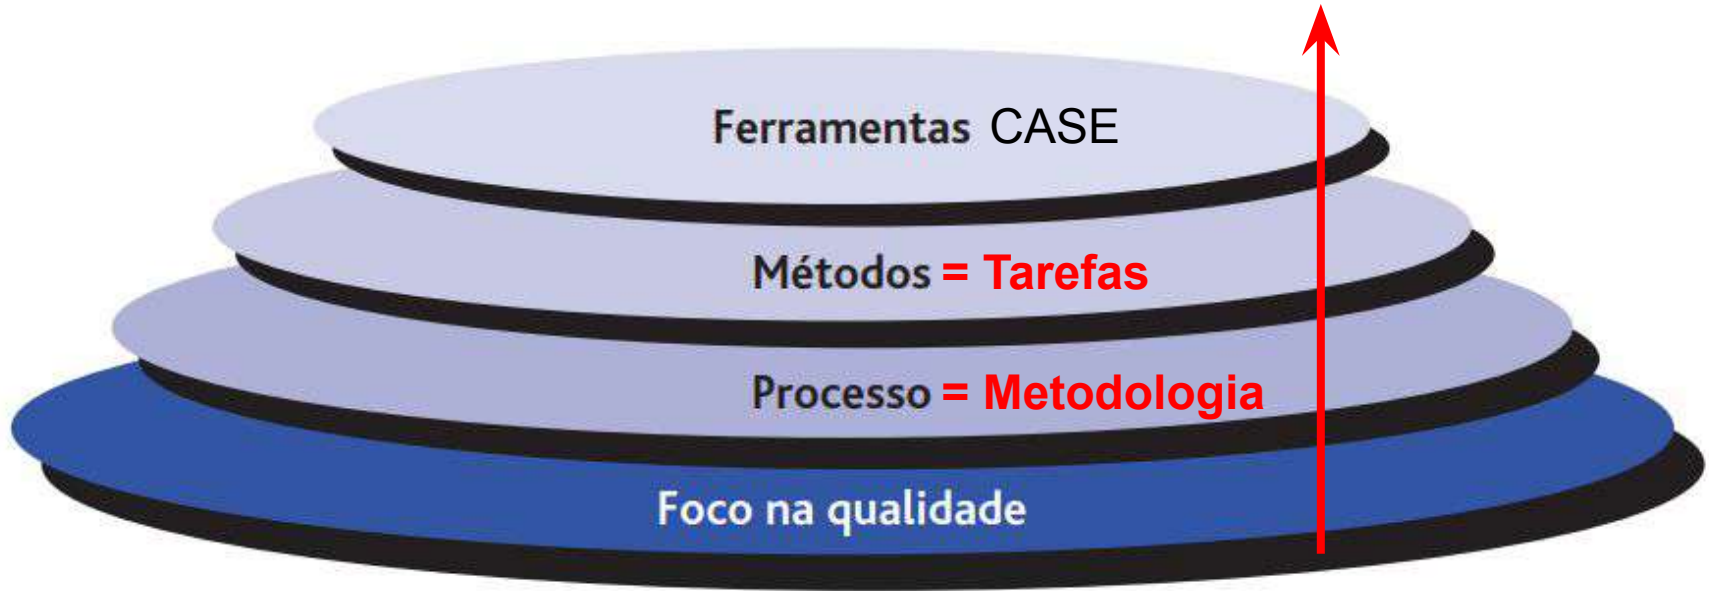 Ferramentas CASE
Métodos = Tarefas
Processo = Metodologia
Foco na qualidade